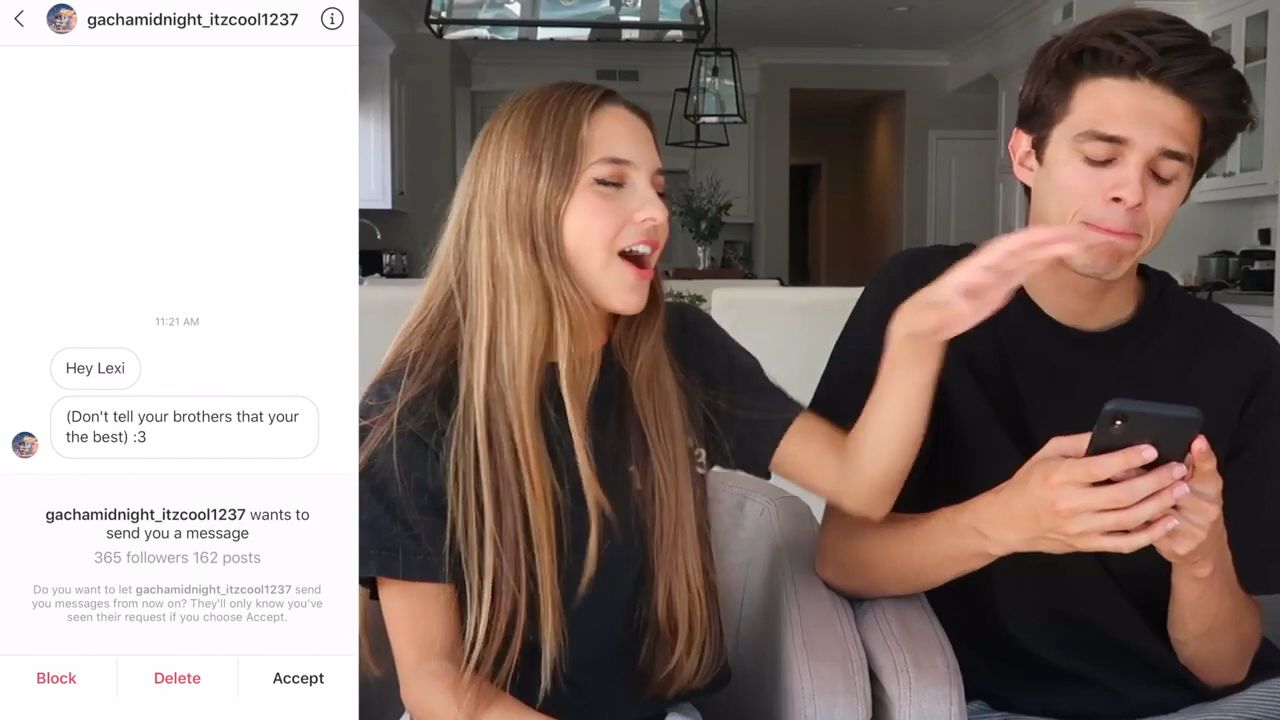 gachamidnight_itzcool1237
11:21 AM
Hey Lexi
(Don't tell your brothers that your
the best) :3
gachamidnight_itzcool1237 wants to
send you a message
365 followers 162 posts
Do you want to let gachamidnight_itzcool1237 send
you messages from now on? They'll only know you've
seen their request if you choose Accept.
Block
Delete
Accept